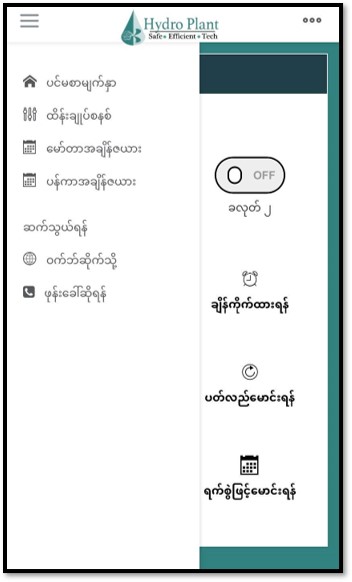 Hydro Plant
Safe • Efficient • Tech
ပင်မစာမျက်နှာ
ထိန်းချုပ်စနစ်
မော်တာအချိန်ဇယား
ပန်ကာအချိန်ဇယား
ဆက်သွယ်ရန်
ဝက်ဘ်ဆိုက်သို့
ဖုန်းခေါ်ဆိုရန်
OFF
ခလုတ် ၂
ချိန်ကိုက်ထားရန်
ပတ်လည်မောင်းရန်
ရက်စွဲဖြင့်မောင်းရန်